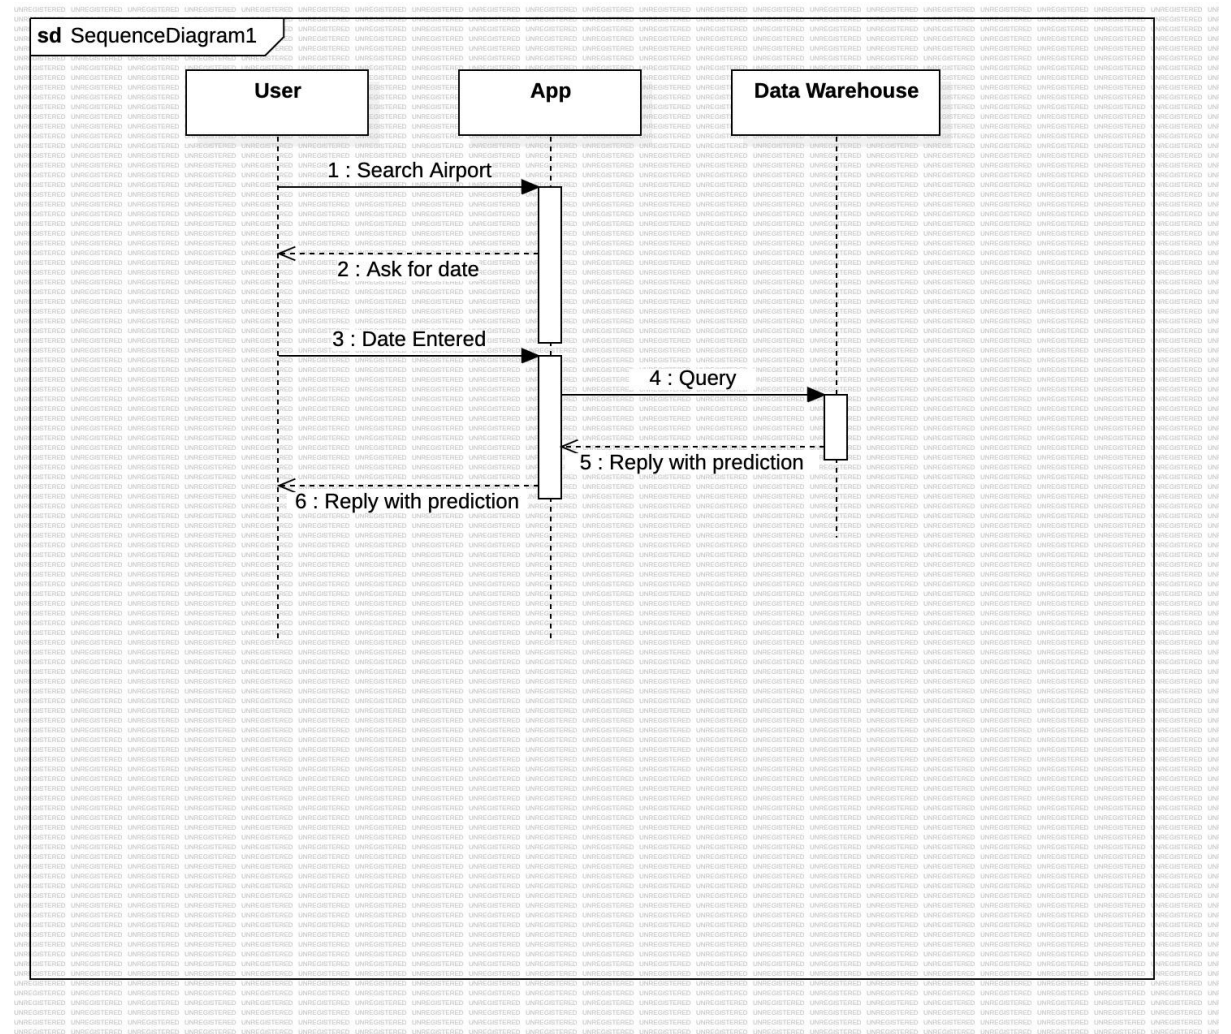 sd SequenceDiagram1
User
App
Data Warehouse
1 : Search Airport
2 : Ask for date
3 : Date Entered
4 : Query
5 : Reply with prediction
6 : Reply with prediction
UNREGISTERED